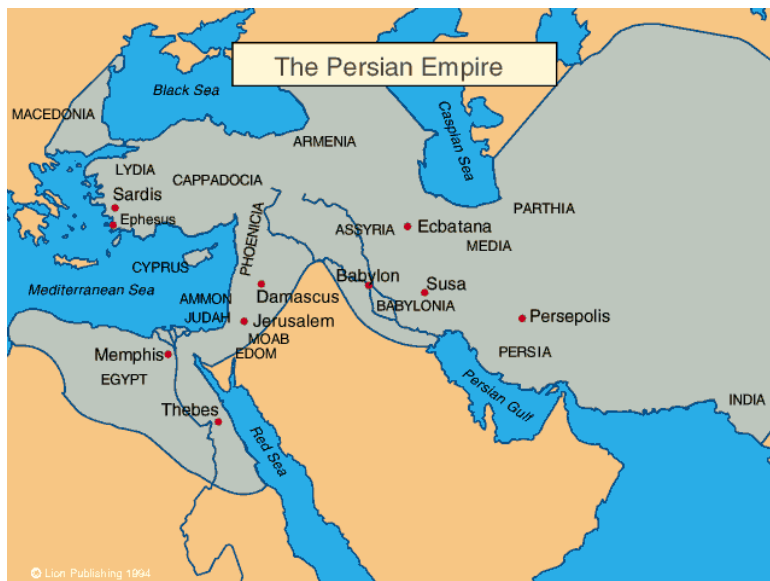 The Persian Empire
Black Sea
MACEDONIA
Caspian Sea
ARMENIA
LYDIA
CAPPADOCIA
Sardis
PARTHIA
Ephesus
PHOENICIA
ASSYRIA
Ecbatana
MEDIA
CYPRUS
Babylon
Susa
Mediterranean Sea
AMMON
Damascus
BABYLONIA
JUDAH
Jerusalem
Persepolis
MOAB
EDOM
Memphis
PERSIA
EGYPT
Persian Gulf
INDIA
Thebes
Red Sea
© Lion Publishing 1994